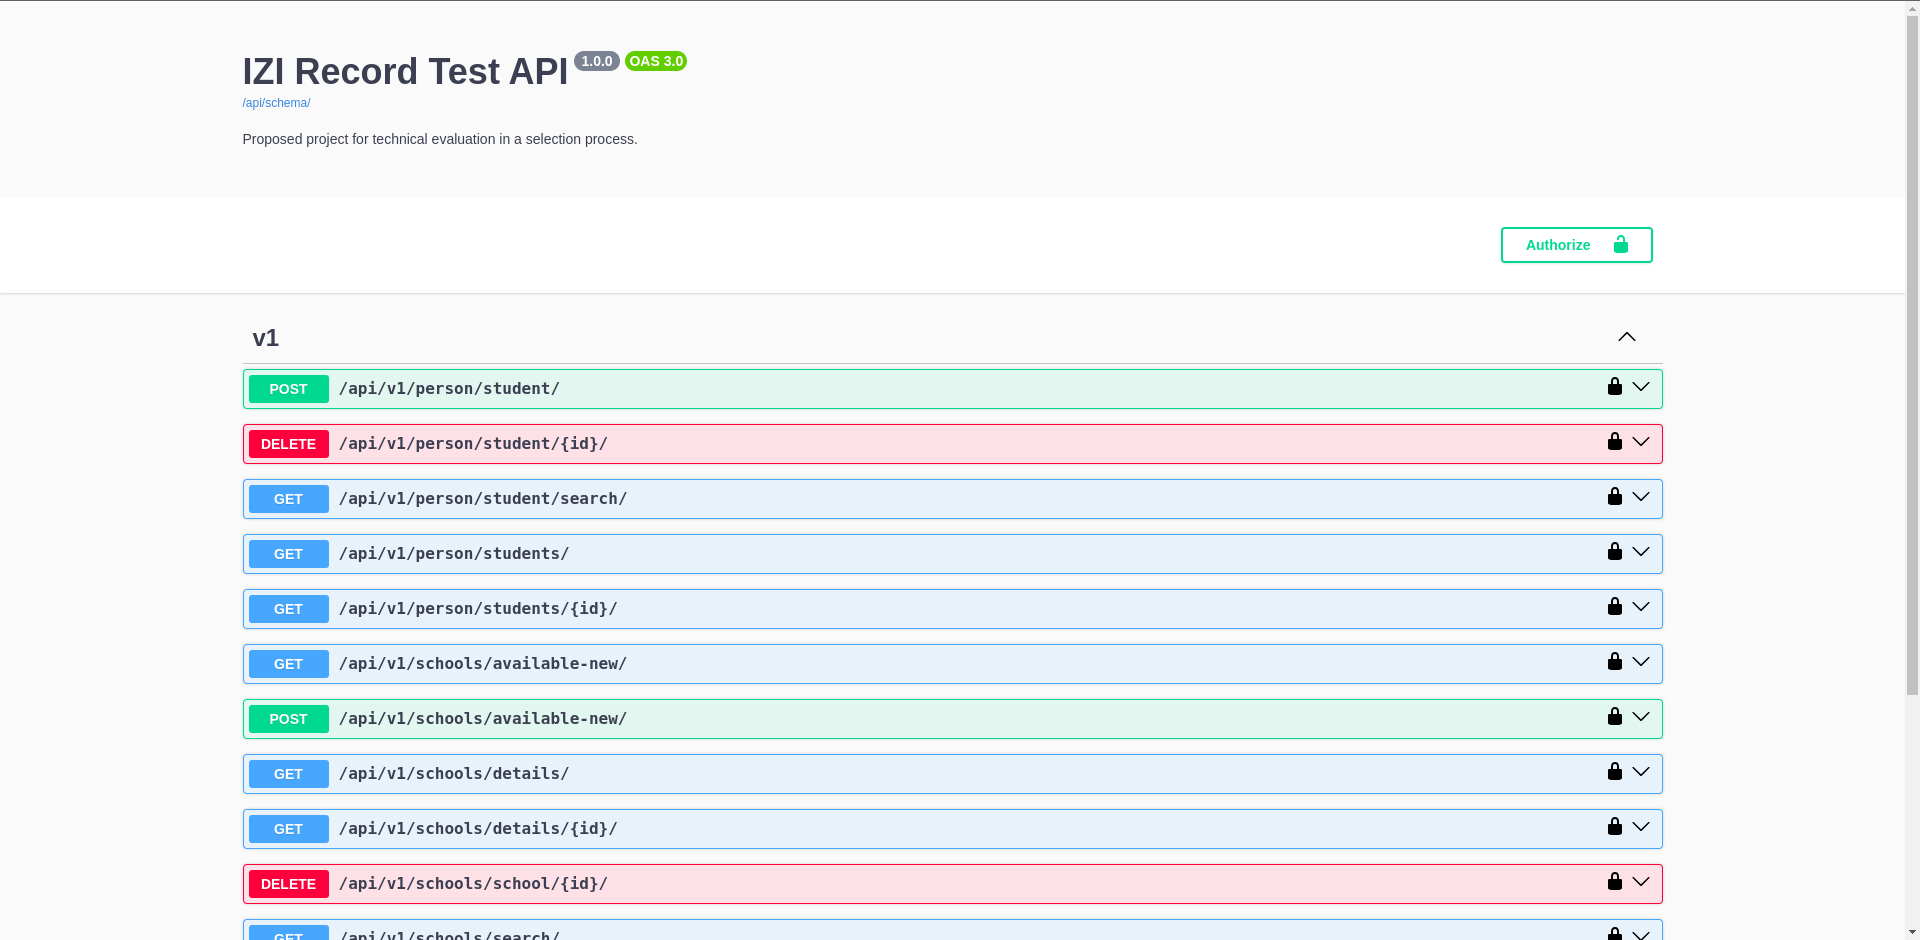 IZI Record Test API 1.0.0 OAS 3.0
/api/schema/
Proposed project for technical evaluation in a selection process.
Authorize
v1
POST /api/v1/person/student/
DELETE /api/v1/person/student/{id}/
GET /api/v1/person/student/search/
GET /api/v1/person/students/
GET /api/v1/person/students/{id}/
GET /api/v1/schools/available-new/
POST /api/v1/schools/available-new/
GET /api/v1/schools/details/
GET /api/v1/schools/details/{id}/
DELETE /api/v1/schools/school/{id}/
GET /api/v1/schools/search/